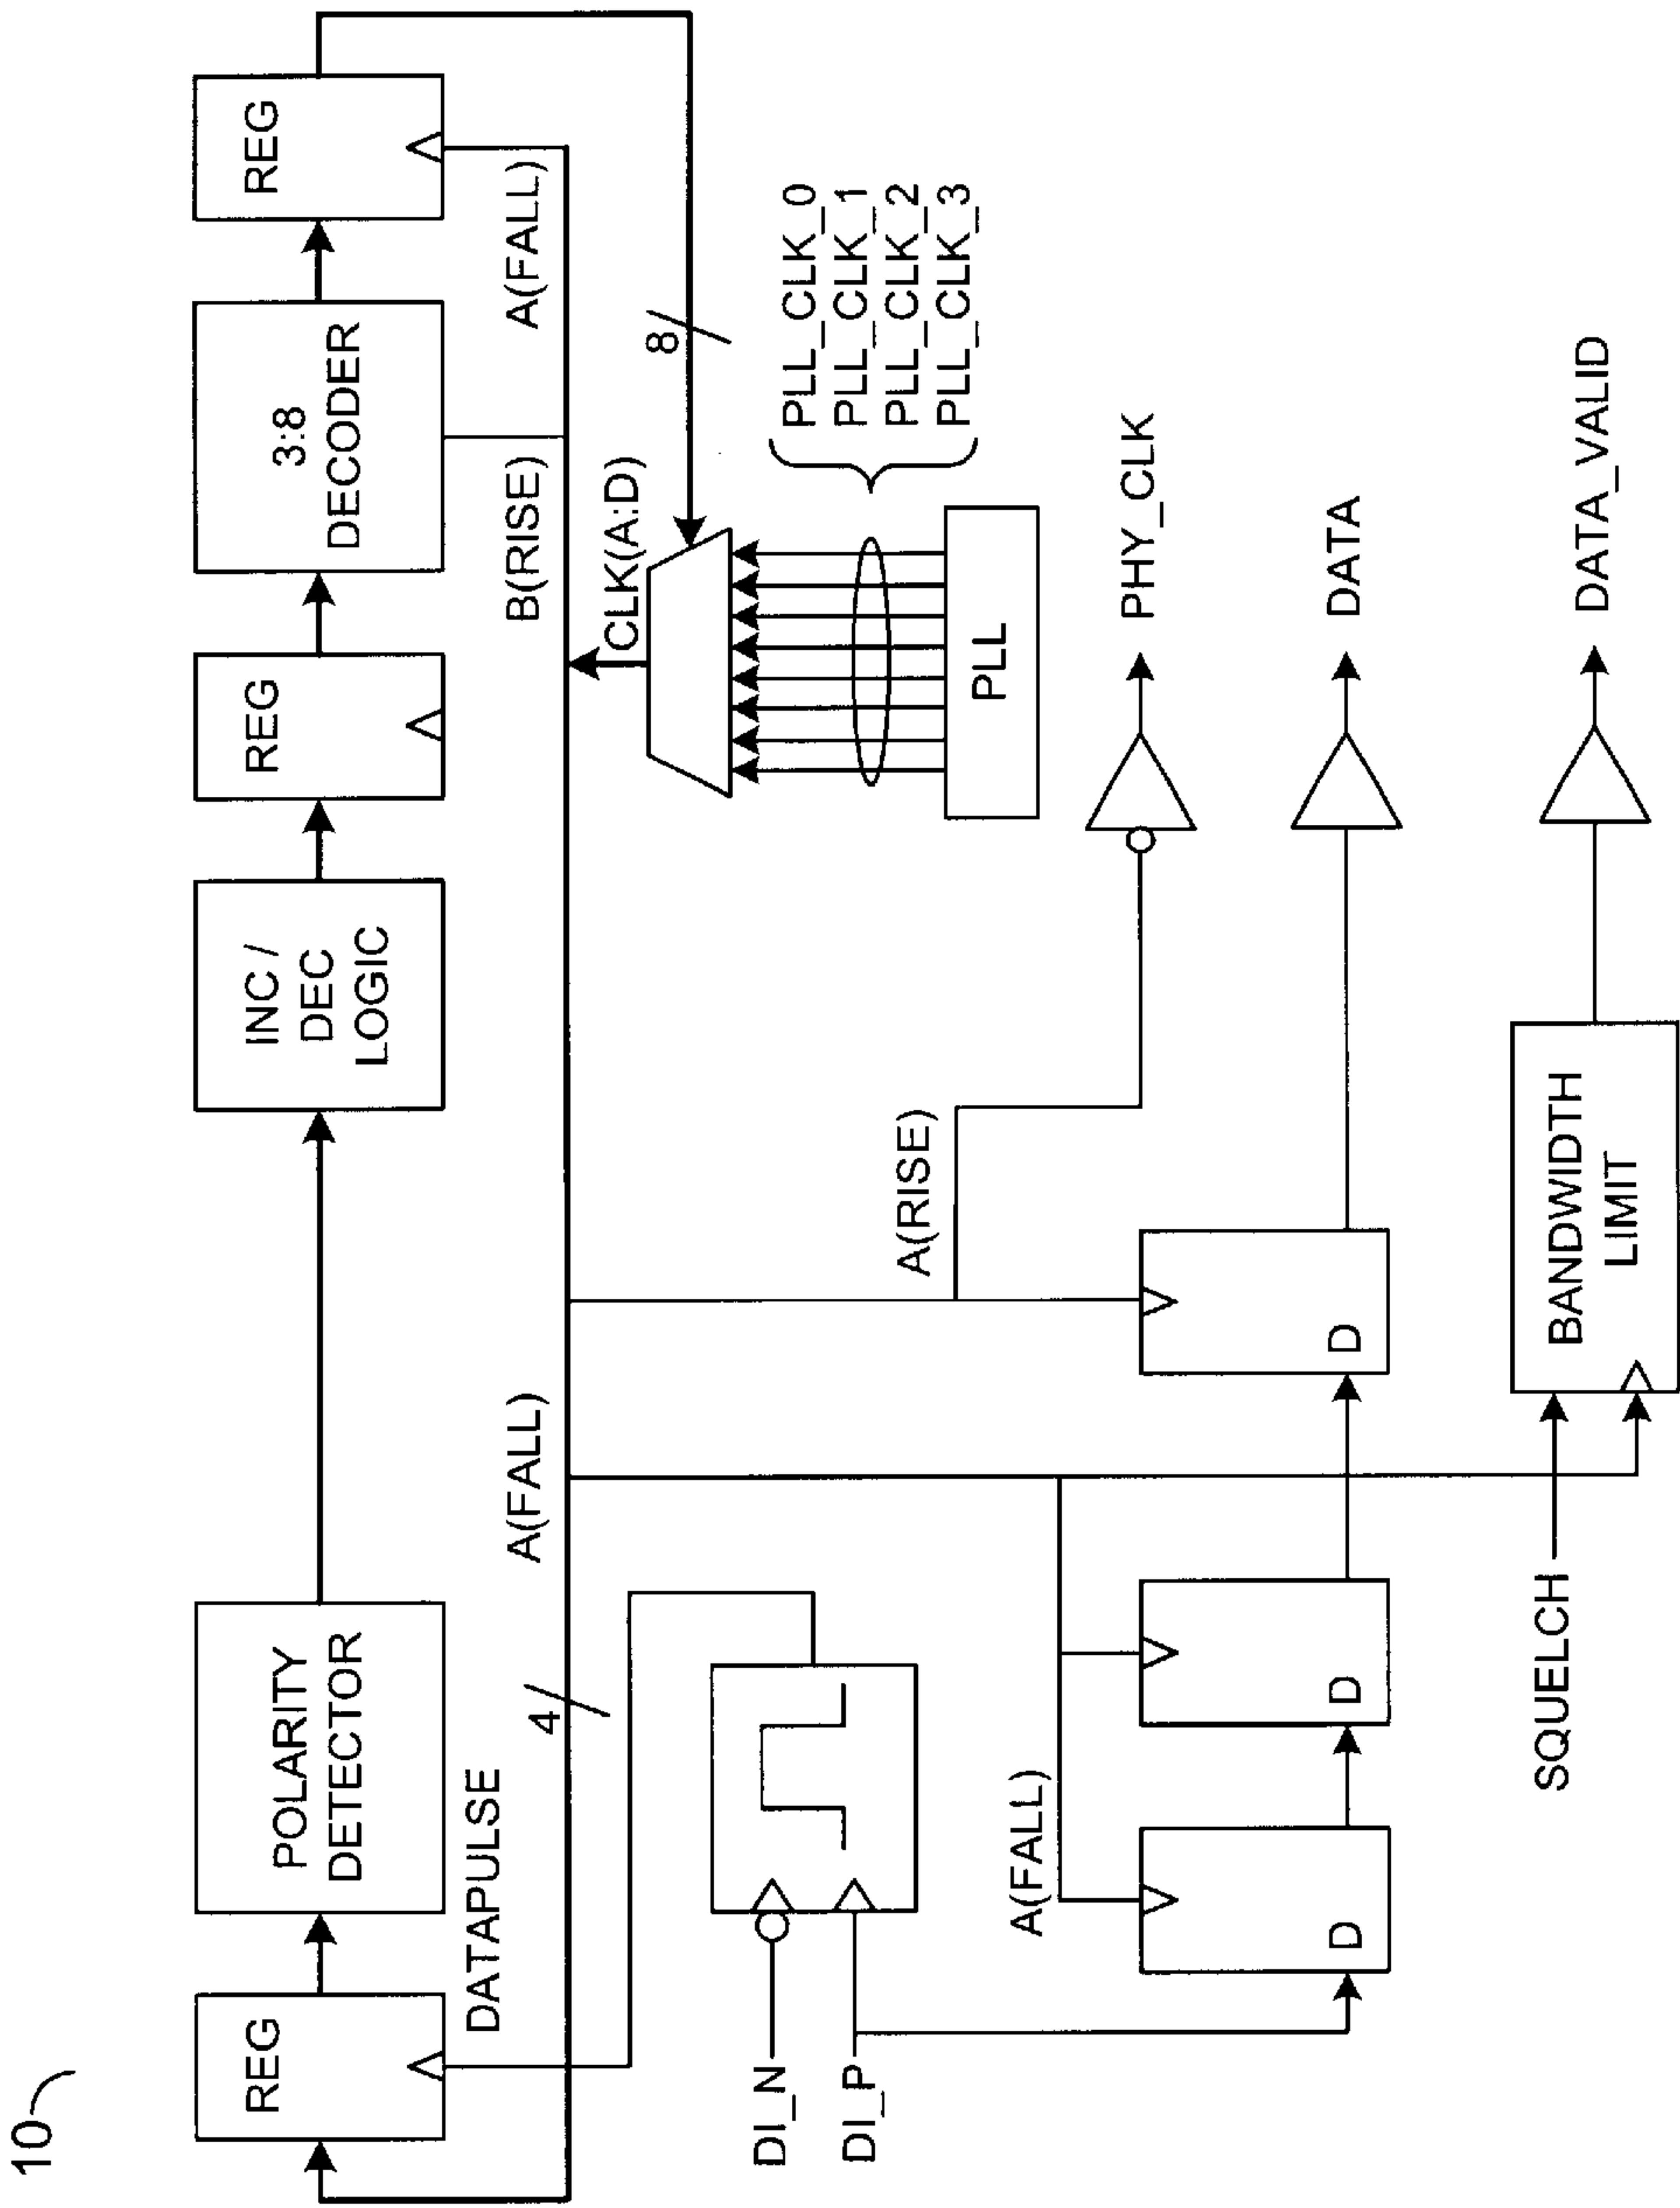 10
REG
POLARITY
DETECTOR
INC /
DEC
LOGIC
REG
3:8
DECODER
REG
DATAPULSE
4
A(FALL)
B(RISE)
A(FALL)
CLK(A:D)
8
DI_N
DI_P
PLL
PLL_CLK_0
PLL_CLK_1
PLL_CLK_2
PLL_CLK_3
A(FALL)
A(RISE)
D
D
D
PHY_CLK
DATA
SQUELCH
BANDWIDTH
LIMIT
DATA_VALID